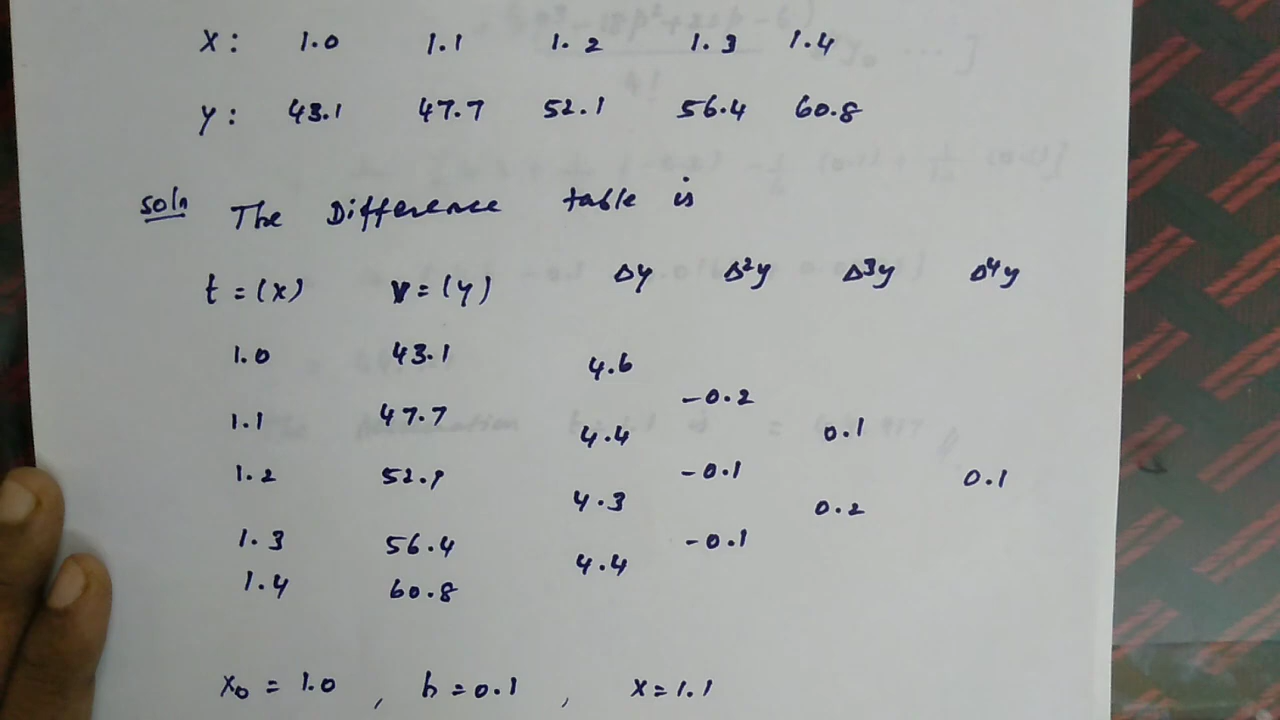 x: 1.0 1.1 1.2 1.3 1.4
y: 43.1 47.7 52.1 56.4 60.8
Soln The Difference table is
t = (x) v = (y) Δy Δ²y Δ3y Δ4y
1.0 43.1
4.6
-0.2
1.1 47.7
4.4 0.1
1.2 52.1 -0.1 0.1
4.3 0.2
1.3 56.4 -0.1
4.4
1.4 60.8
x₀ = 1.0 , h = 0.1 , x = 1.1